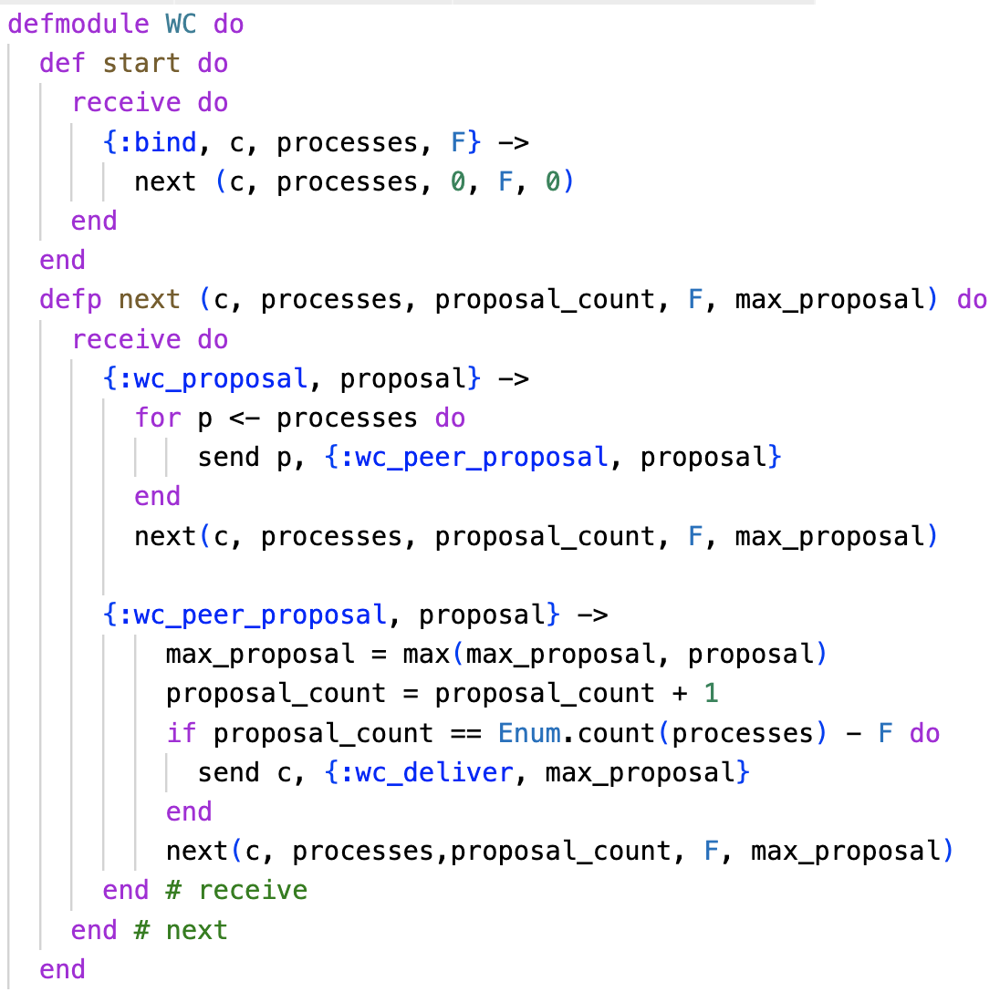 defmodule WC do
  def start do
    receive do
      {:bind, c, processes, F} ->
        next (c, processes, 0, F, 0)
    end
  end
  defp next (c, processes, proposal_count, F, max_proposal) do
    receive do
      {:wc_proposal, proposal} ->
        for p <- processes do
            send p, {:wc_peer_proposal, proposal}
        end
        next(c, processes, proposal_count, F, max_proposal)

      {:wc_peer_proposal, proposal} ->
          max_proposal = max(max_proposal, proposal)
          proposal_count = proposal_count + 1
          if proposal_count == Enum.count(processes) - F do
            send c, {:wc_deliver, max_proposal}
          end
          next(c, processes,proposal_count, F, max_proposal)
      end # receive
    end # next
  end